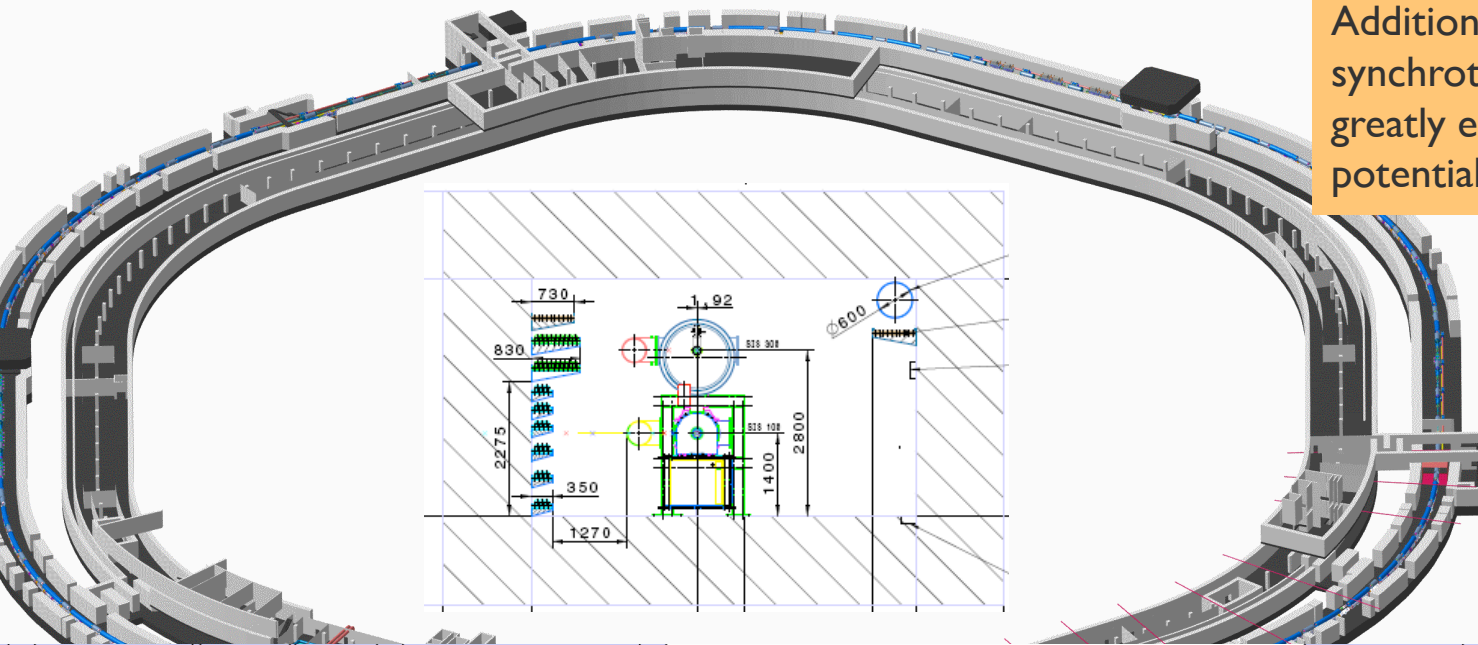 Addition
synchrot
greatly e
potential
730
1,92
Ø600
830
SIS 300
2275
SIS 100
2800
1400
350
1270